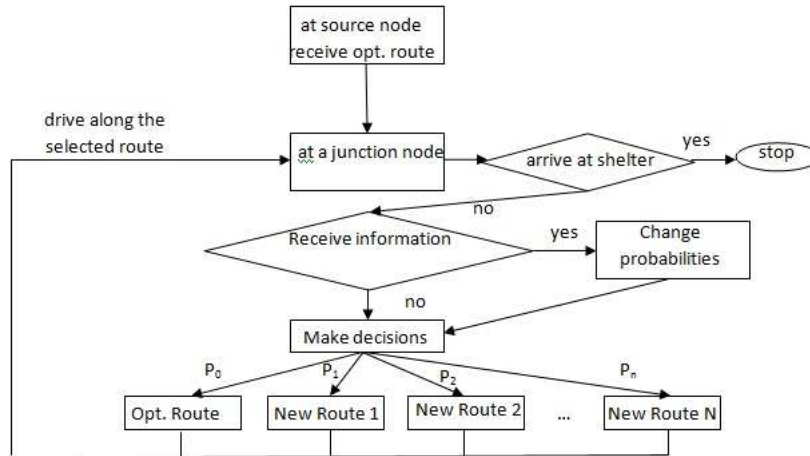 at source node
receive opt. route
drive along the
selected route
at a junction node
arrive at shelter
yes
stop
no
Receive information
yes
Change
probabilities
no
Make decisions
P0
P1
P2
Pn
Opt. Route
New Route 1
New Route 2
...
New Route N